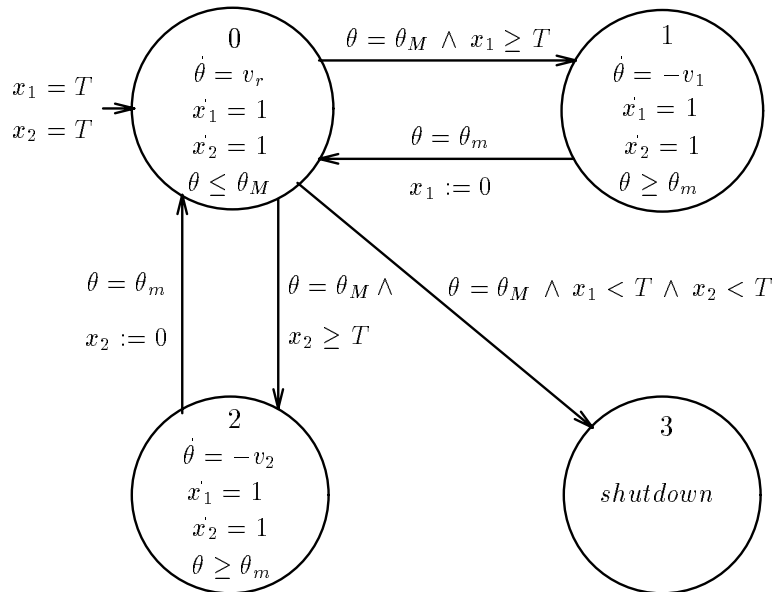 0
θ̇ = v_r
ẋ_1 = 1
ẋ_2 = 1
θ ≤ θ_M
x_1 = T
x_2 = T
θ = θ_M ∧ x_1 ≥ T
1
θ̇ = −v_1
ẋ_1 = 1
ẋ_2 = 1
θ ≥ θ_m
θ = θ_m
x_1 := 0
θ = θ_m
x_2 := 0
θ = θ_M ∧
x_2 ≥ T
θ = θ_M ∧ x_1 < T ∧ x_2 < T
2
θ̇ = −v_2
ẋ_1 = 1
ẋ_2 = 1
θ ≥ θ_m
3
shutdown